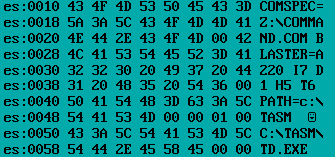 es:0010 43 4F 4D 53 50 45 43 3D COMSPEC=
es:0018 5A 3A 5C 43 4F 4D 4D 41 Z:\COMMA
es:0020 4E 44 2E 43 4F 4D 00 42 ND.COM B
es:0028 4C 41 53 54 45 52 3D 41 LASTER=A
es:0030 32 32 30 20 49 37 20 44 220 I7 D
es:0038 31 20 48 35 20 54 36 00 1 H5 T6
es:0040 50 41 54 48 3D 63 3A 5C PATH=c:\
es:0048 54 41 53 4D 00 00 01 00 TASM  ☺
es:0050 43 3A 5C 54 41 53 4D 5C C:\TASM\
es:0058 54 44 2E 45 58 45 00 00 TD.EXE